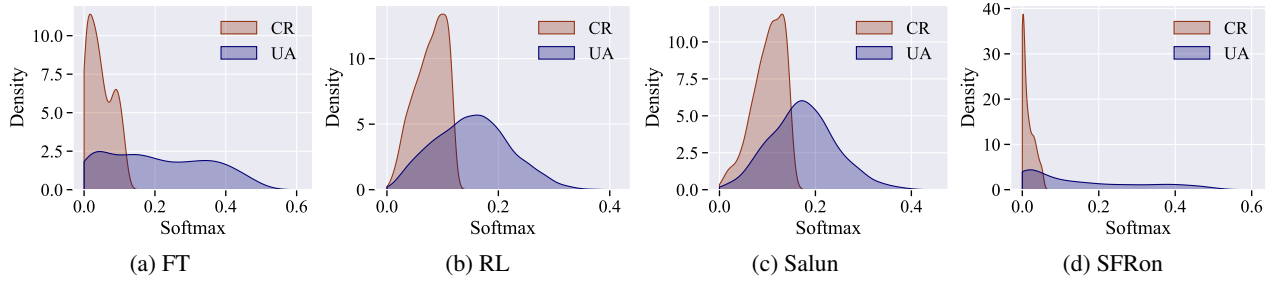 Density
10.0
7.5
5.0
2.5
0.0
0.0 0.2 0.4 0.6
Softmax
CR
UA
(a) FT
Density
10
5
0
0.0 0.2 0.4
Softmax
CR
UA
(b) RL
Density
10.0
7.5
5.0
2.5
0.0
0.0 0.2 0.4
Softmax
CR
UA
(c) Salun
Density
40
30
20
10
0
0.0 0.2 0.4 0.6
Softmax
CR
UA
(d) SFRon